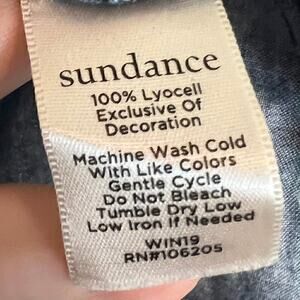 sundance
100% Lyocell
Exclusive Of
Decoration
Machine Wash Cold
With Like Colors
Gentle Cycle
Do Not Bleach
Tumble Dry Low
Low Iron If Needed
WIN19
RN#106205